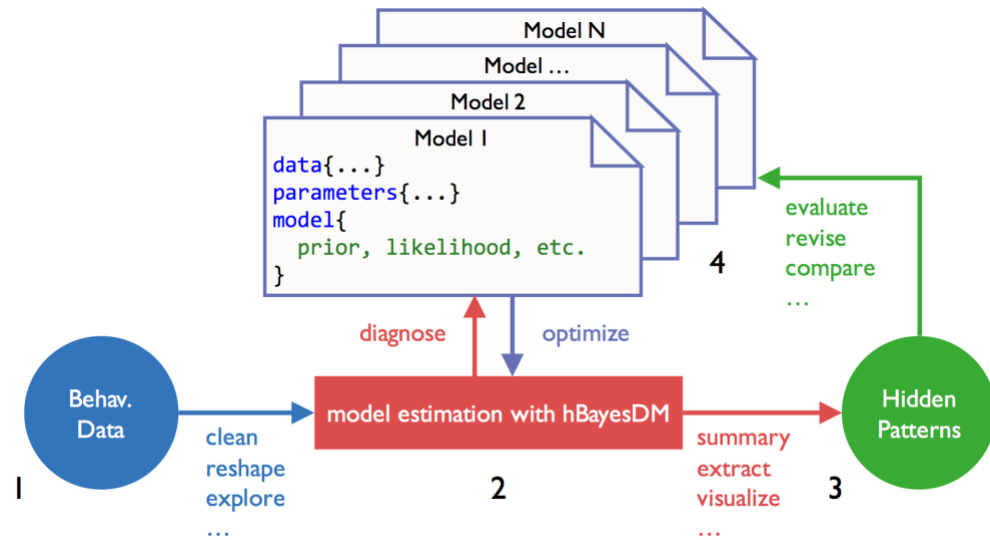 Model N
Model ...
Model 2
Model 1
data{...}
parameters{...}
model{
prior, likelihood, etc.
}
evaluate
revise
compare
...
4
diagnose
optimize
Behav.
Data
model estimation with hBayesDM
Hidden
Patterns
clean
reshape
explore
...
summary
extract
visualize
...
1
2
3